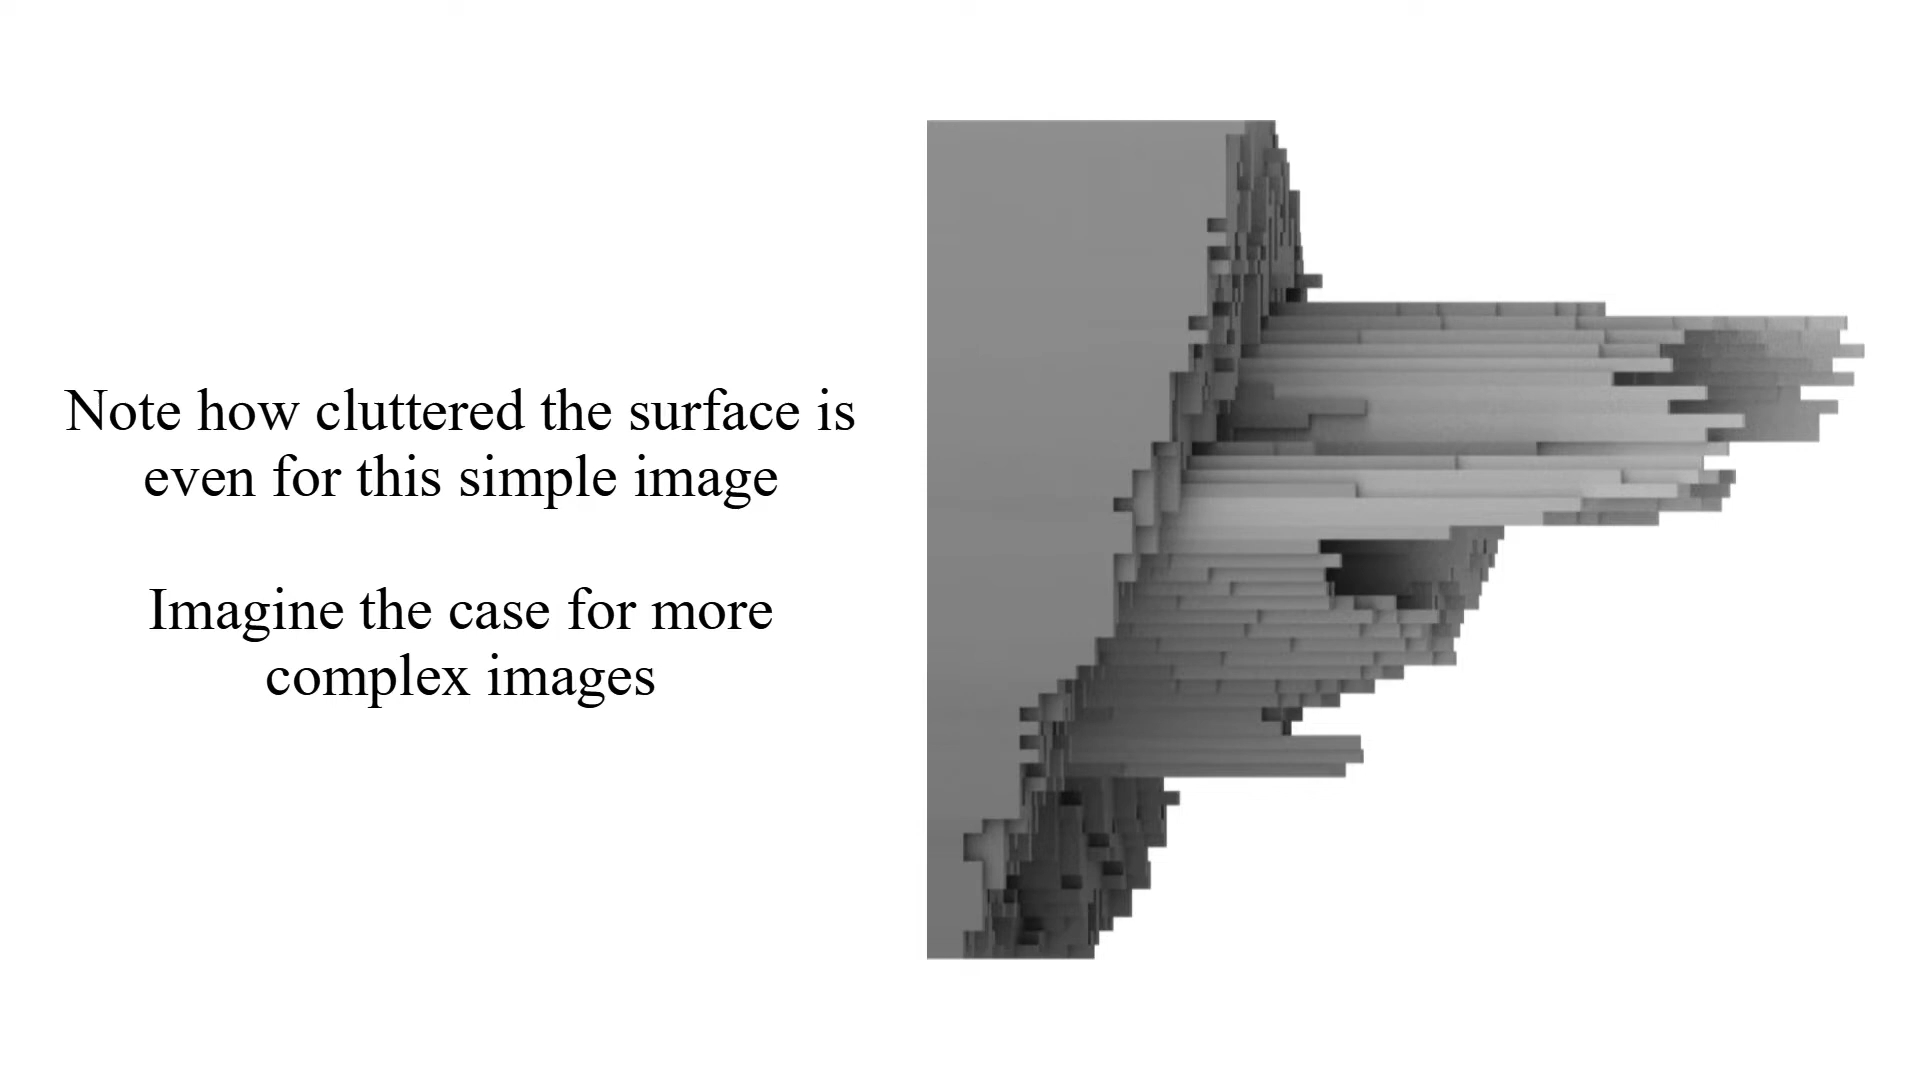 Note how cluttered the surface is
even for this simple image
Imagine the case for more
complex images